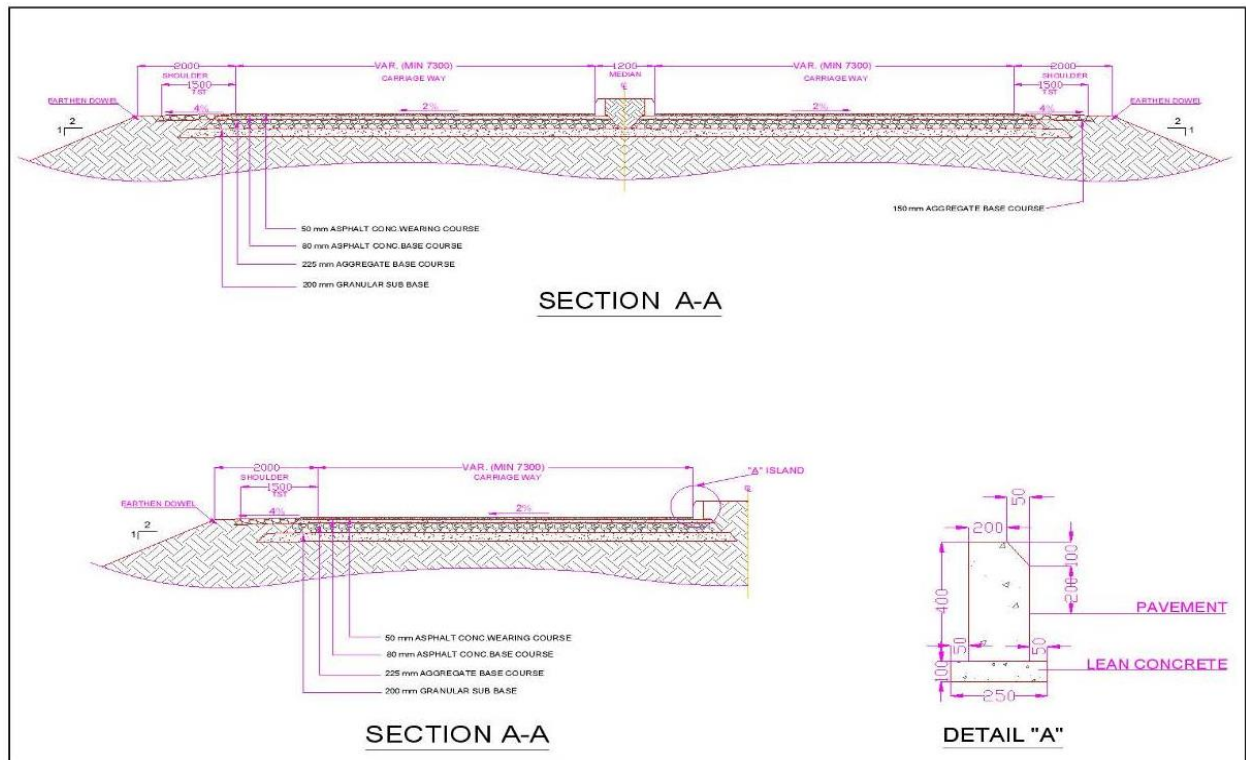 2000
VAR. (MIN 7300)
1200
VAR. (MIN 7300)
2000
SHOULDER
CARRIAGE WAY
MEDIAN
CARRIAGE WAY
SHOULDER
1500
TST
1500
TST
EARTHEN DOWEL
4%
2%
2%
4%
EARTHEN DOWEL
2
1
2
1
150 mm AGGREGATE BASE COURSE
50 mm ASPHALT CONC.WEARING COURSE
80 mm ASPHALT CONC.BASE COURSE
225 mm AGGREGATE BASE COURSE
200 mm GRANULAR SUB BASE
SECTION A-A
2000
VAR. (MIN 7300)
"A" ISLAND
SHOULDER
CARRIAGE WAY
1500
TST
EARTHEN DOWEL
4%
2%
2
1
50 mm ASPHALT CONC.WEARING COURSE
80 mm ASPHALT CONC.BASE COURSE
225 mm AGGREGATE BASE COURSE
200 mm GRANULAR SUB BASE
SECTION A-A
50
200
100
200
400
PAVEMENT
50
50
LEAN CONCRETE
100
250
DETAIL "A"